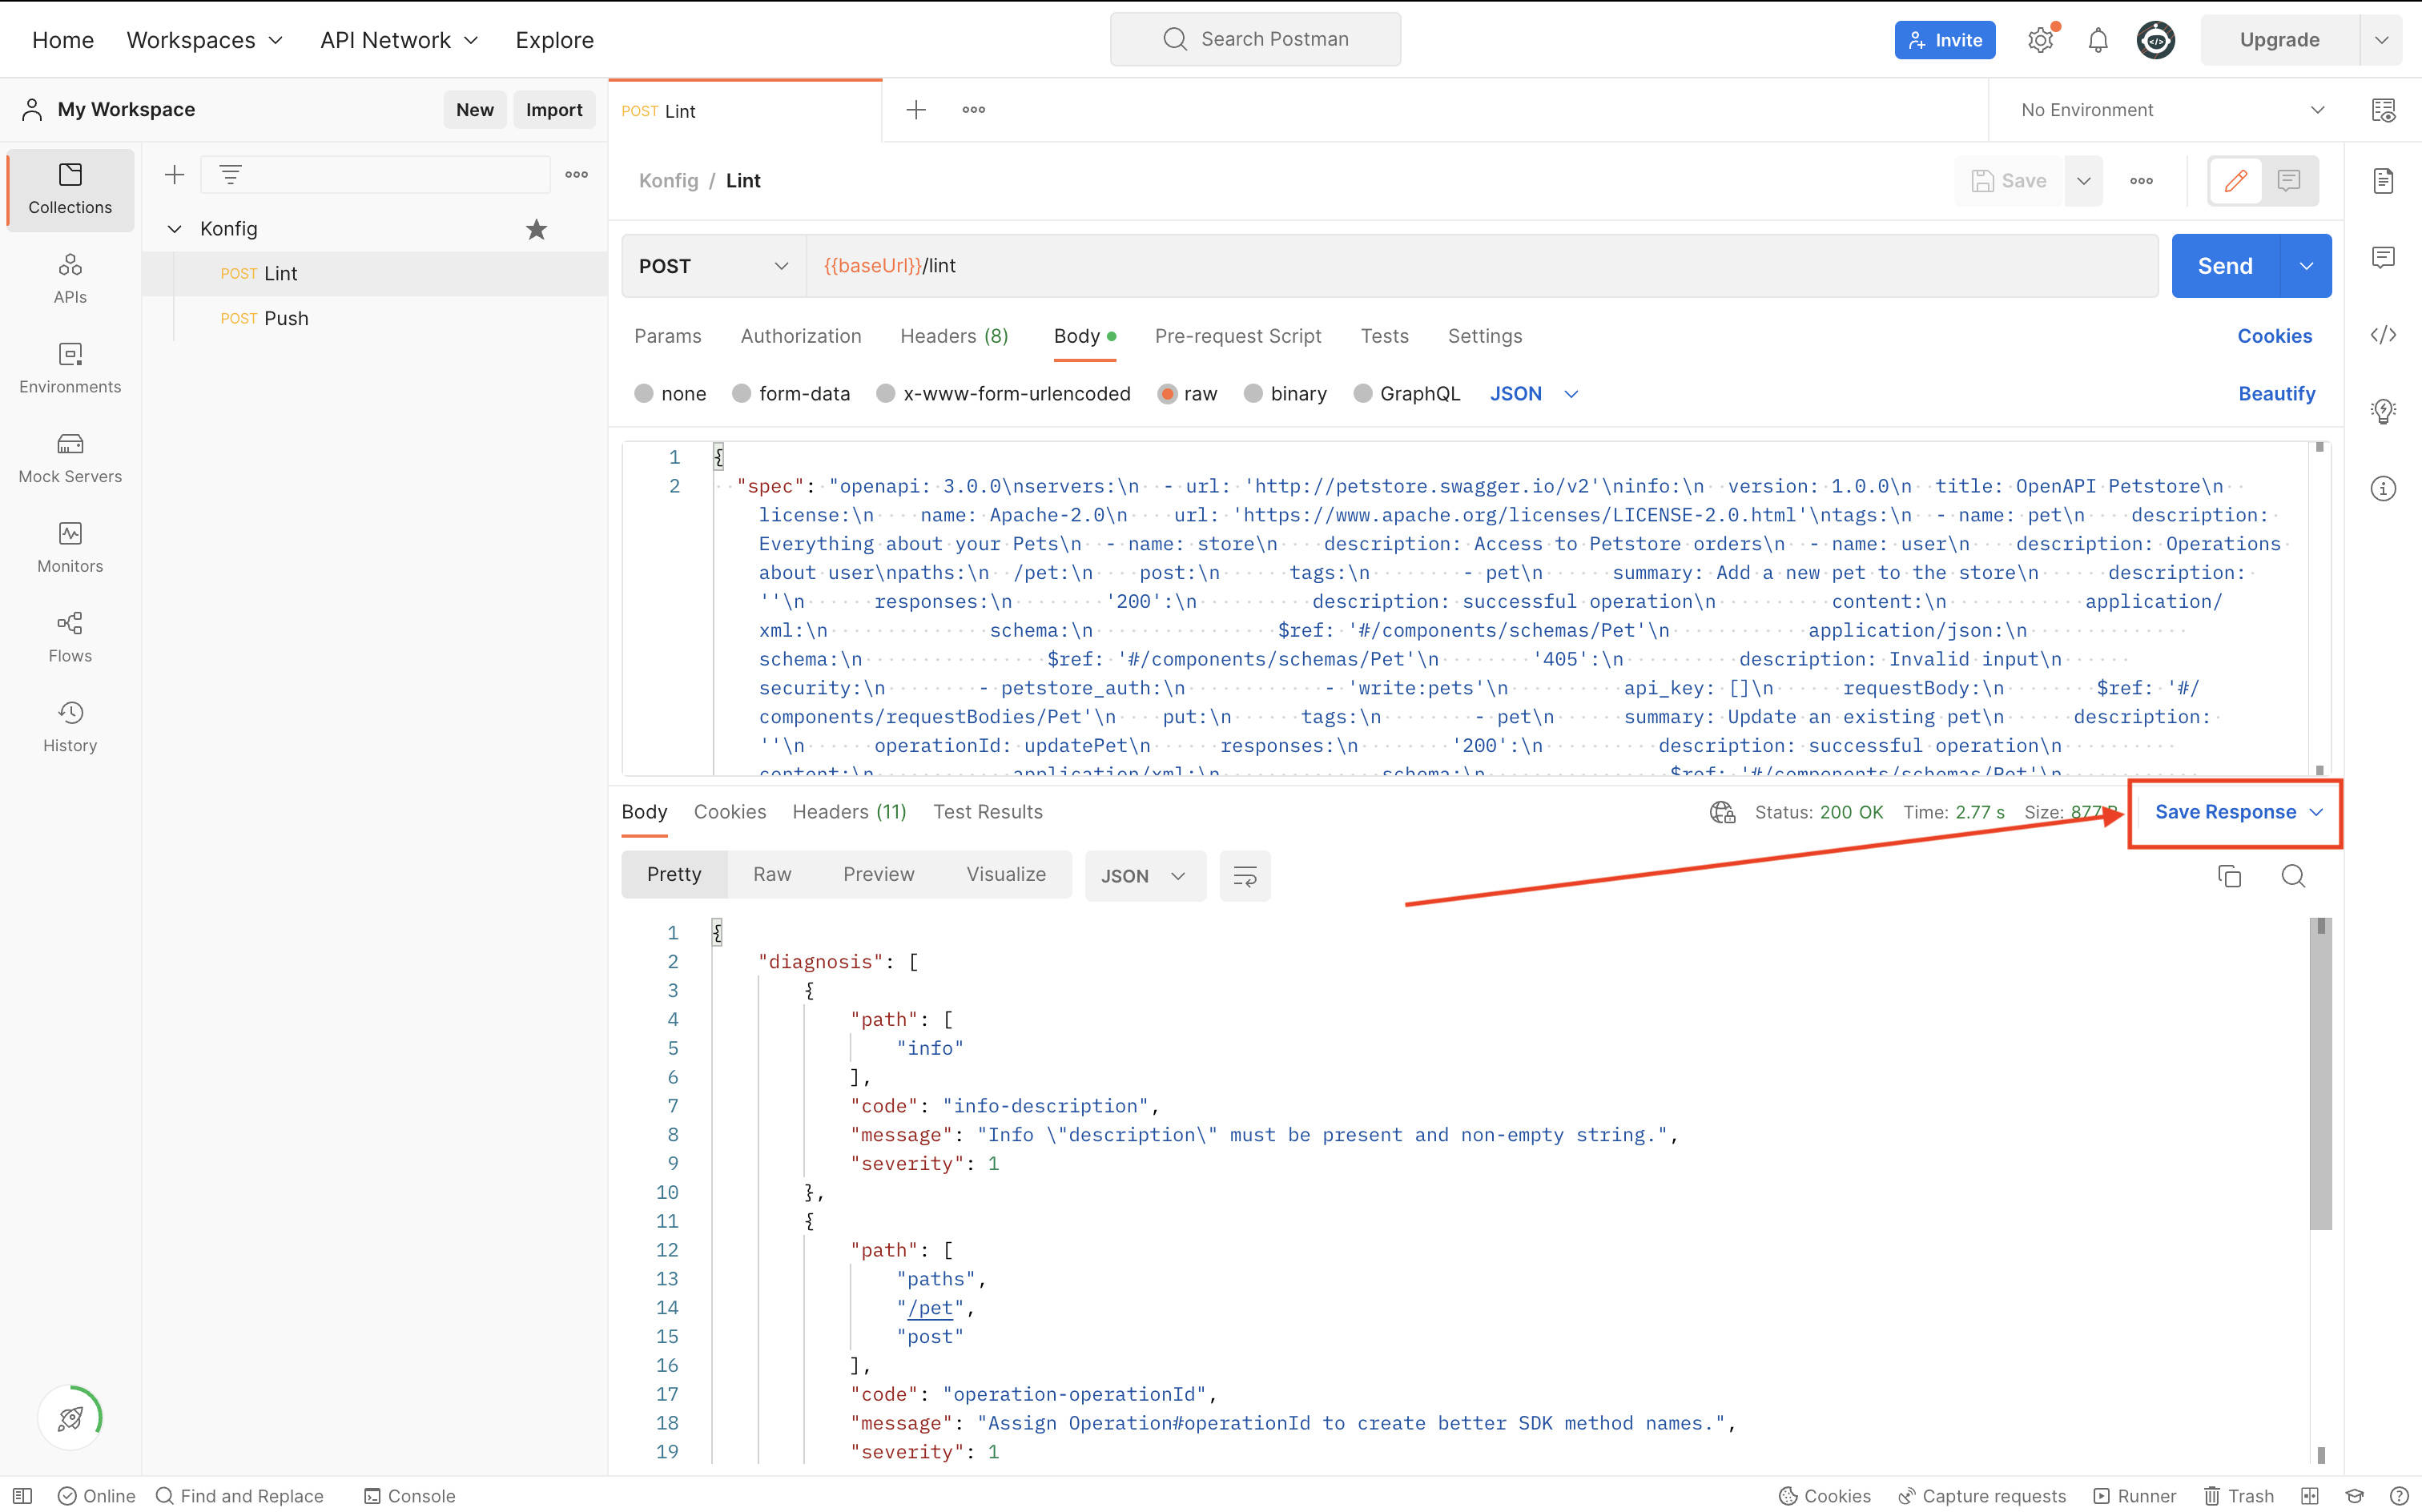 Home Workspaces API Network Explore Search Postman Invite Upgrade
My Workspace New Import POST Lint No Environment
Collections
Konfig
POST Lint
POST Push
APIs
Environments
Mock Servers
Monitors
Flows
History
Konfig / Lint Save
POST {{baseUrl}}/lint Send
Params Authorization Headers (8) Body Pre-request Script Tests Settings Cookies
none form-data x-www-form-urlencoded raw binary GraphQL JSON Beautify
1 {
2 "spec": "openapi: 3.0.0\nservers:\n  - url: 'http://petstore.swagger.io/v2'\ninfo:\n  version: 1.0.0\n  title: OpenAPI Petstore\n
license:\n    name: Apache-2.0\n    url: 'https://www.apache.org/licenses/LICENSE-2.0.html'\ntags:\n  - name: pet\n    description:
Everything about your Pets\n  - name: store\n    description: Access to Petstore orders\n  - name: user\n    description: Operations
about user\npaths:\n  /pet:\n    post:\n      tags:\n        - pet\n      summary: Add a new pet to the store\n      description:
''\n      responses:\n        '200':\n          description: successful operation\n          content:\n            application/
xml:\n              schema:\n                $ref: '#/components/schemas/Pet'\n            application/json:\n
schema:\n                $ref: '#/components/schemas/Pet'\n        '405':\n          description: Invalid input\n
security:\n        - petstore_auth:\n            - 'write:pets'\n          api_key: []\n      requestBody:\n        $ref: '#/
components/requestBodies/Pet'\n    put:\n      tags:\n        - pet\n      summary: Update an existing pet\n      description:
''\n      operationId: updatePet\n      responses:\n        '200':\n          description: successful operation\n
content:\n            application/xml:\n              schema:\n                $ref: '#/components/schemas/Pet'\n
Body Cookies Headers (11) Test Results Status: 200 OK Time: 2.77 s Size: 877 Save Response
Pretty Raw Preview Visualize JSON
1 {
2 "diagnosis": [
3 {
4 "path": [
5 "info"
6 ],
7 "code": "info-description",
8 "message": "Info \"description\" must be present and non-empty string.",
9 "severity": 1
10 },
11 {
12 "path": [
13 "paths",
14 "/pet",
15 "post"
16 ],
17 "code": "operation-operationId",
18 "message": "Assign Operation#operationId to create better SDK method names.",
19 "severity": 1
Online Find and Replace Console Cookies Capture requests Runner Trash